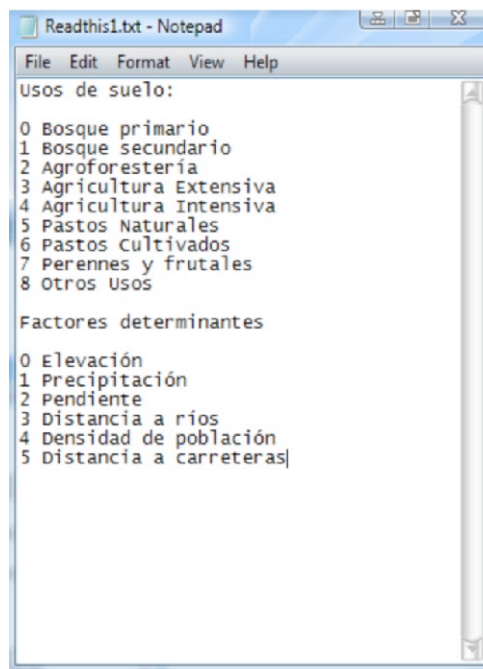 Readthis1.txt - Notepad
File Edit Format View Help
Usos de suelo:
0 Bosque primario
1 Bosque secundario
2 Agroforestería
3 Agricultura Extensiva
4 Agricultura Intensiva
5 Pastos Naturales
6 Pastos Cultivados
7 Perennes y frutales
8 Otros Usos
Factores determinantes
0 Elevación
1 Precipitación
2 Pendiente
3 Distancia a ríos
4 Densidad de población
5 Distancia a carreteras